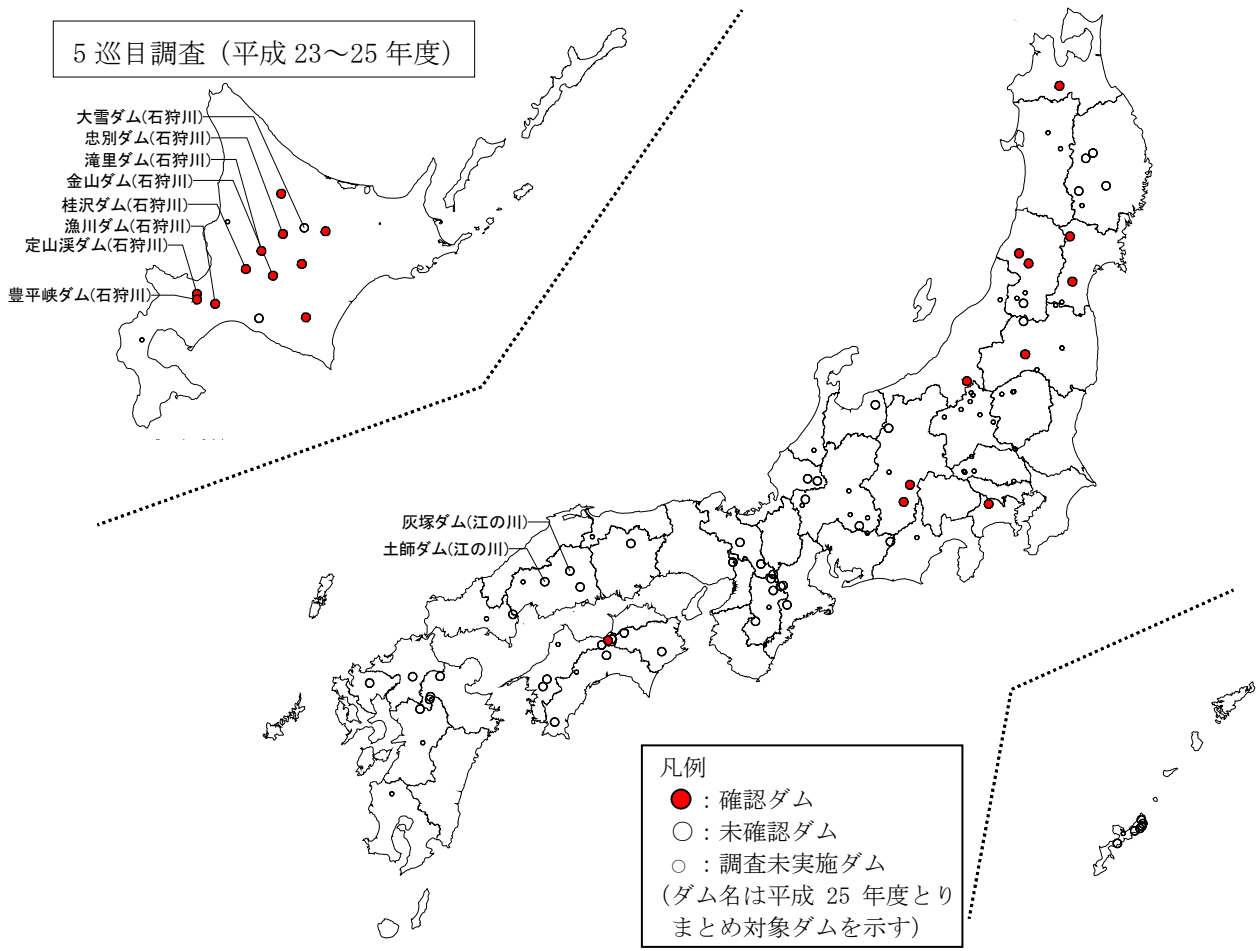 5 巡目調査（平成 23～25 年度）
大雪ダム(石狩川)
忠別ダム(石狩川)
滝里ダム(石狩川)
金山ダム(石狩川)
桂沢ダム(石狩川)
漁川ダム(石狩川)
定山渓ダム(石狩川)
豊平峡ダム(石狩川)
灰塚ダム(江の川)
土師ダム(江の川)
凡例
：確認ダム
：未確認ダム
：調査未実施ダム
(ダム名は平成 25 年度とり
まとめ対象ダムを示す)